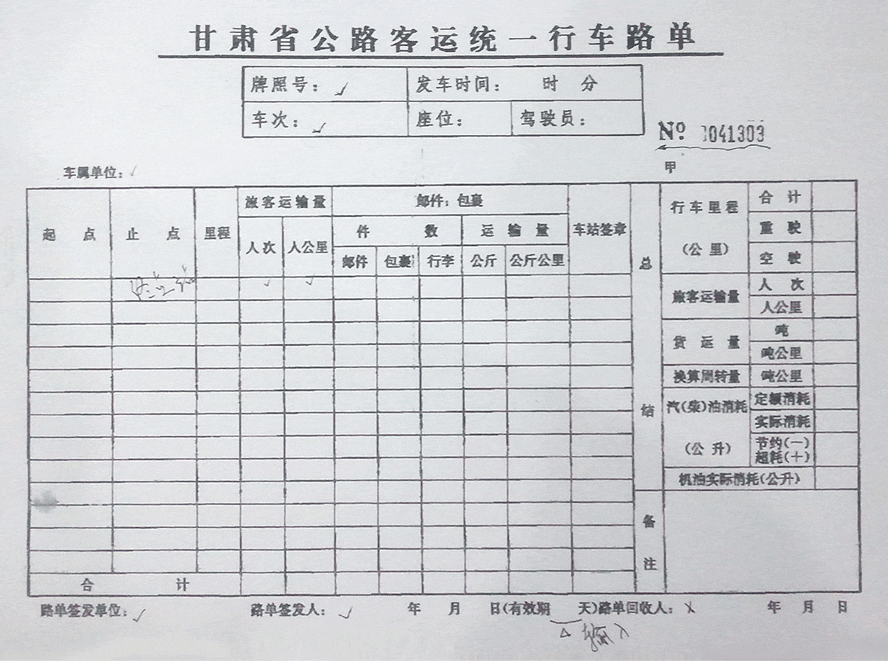 甘肃省公路客运统一行车路单
牌照号: ✓ 发车时间: 时 分
车次: ✓ 座位: 驾驶员:
№ 0041303
车属单位: ✓ 甲
起 点 止 点 里程 旅客运输量 邮件:包裹 车站签章 总 行车里程 合 计
件 数 运 输 量 重 驶
人次 人公里 邮件 包裹 行李 公斤 公斤公里 (公 里) 空 驶
✓ ✓ 旅客运输量 人 次
人公里
货 运 量 吨
吨公里
换算周转量 吨公里
结 汽(柴)油消耗 定额消耗
实际消耗
(公 升) 节约(一)
超耗(十)
机油实际消耗(公升)
备
注
合 计
路单签发单位: ✓ 路单签发人: ✓ 年 月 日(有效期 天)路单回收人: x 年 月 日
△ 输入